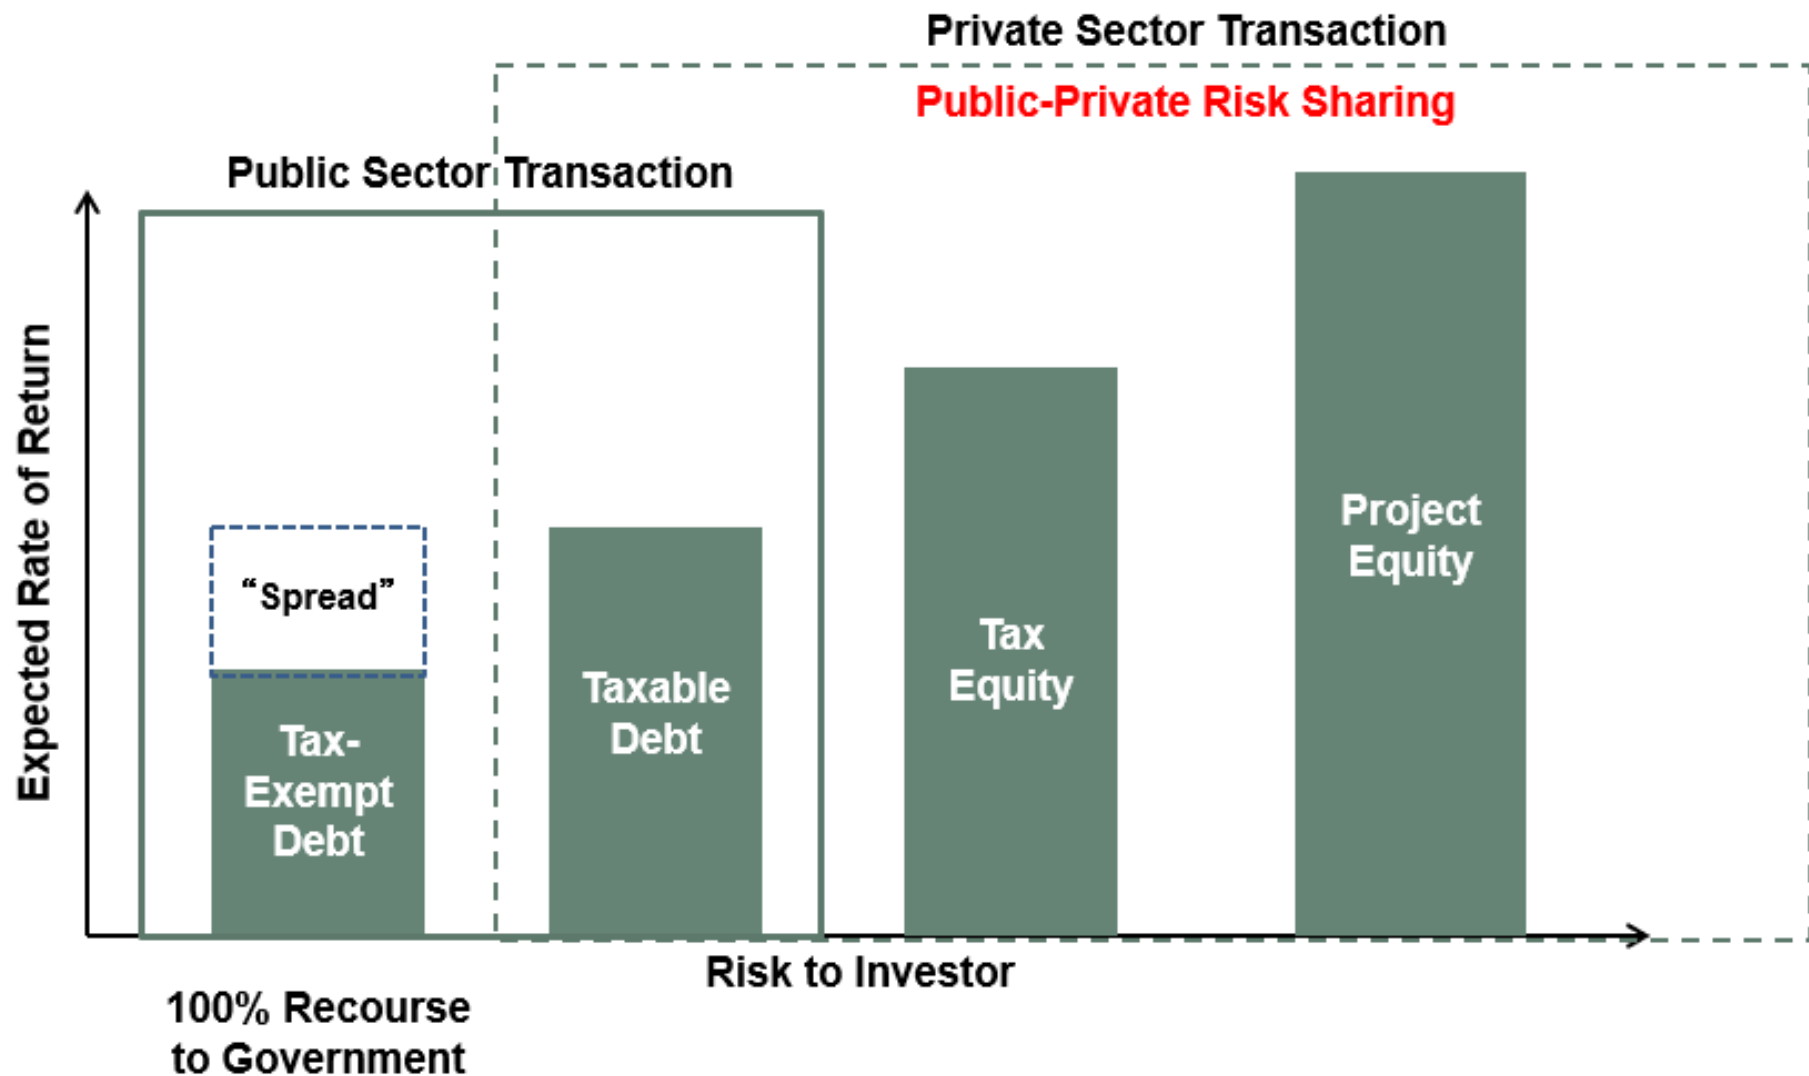 Private Sector Transaction
Public-Private Risk Sharing
Public Sector Transaction
Expected Rate of Return
“Spread”
Tax-
Exempt
Debt
Taxable
Debt
Tax
Equity
Project
Equity
Risk to Investor
100% Recourse
to Government